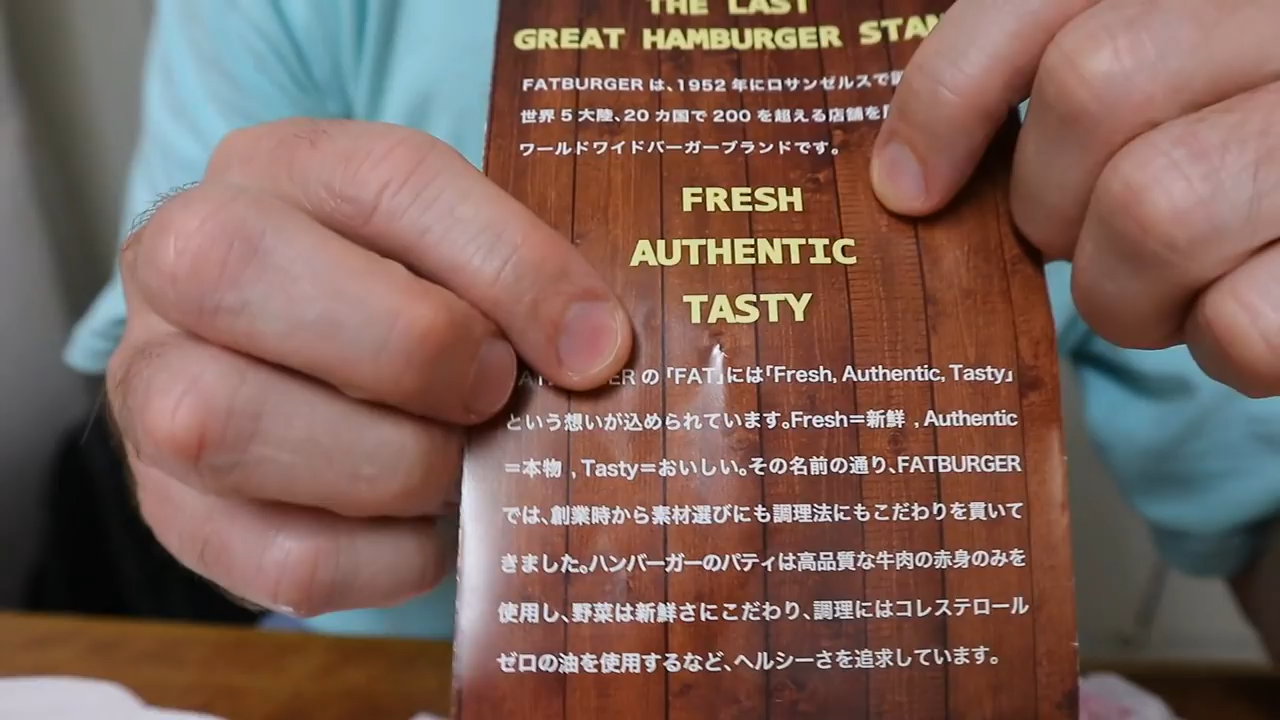 THE LAST
GREAT HAMBURGER
FATBURGER は、1952 年にロサンゼルスで
世界 5 大陸、20 カ国で 200 を超える店舗を
ワールドワイドバーガーブランドです。
FRESH
AUTHENTIC
TASTY
の「FAT」には「Fresh, Authentic, Tasty」
という想いが込められています。Fresh＝新鮮 , Authentic
＝本物 , Tasty＝おいしい。その名前の通り、FATBURGER
では、創業時から素材選びにも調理法にもこだわりを貫いて
きました。ハンバーガーのパティは高品質な牛肉の赤身のみを
使用し、野菜は新鮮さにこだわり、調理にはコレステロール
ゼロの油を使用するなど、ヘルシーさを追求しています。